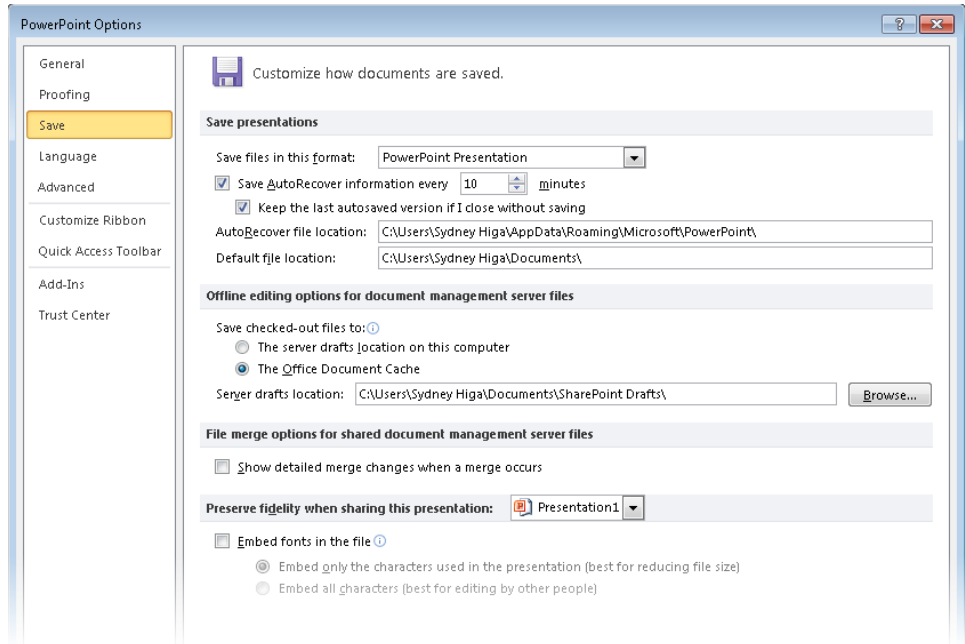 PowerPoint Options
General
Proofing
Save
Language
Advanced
Customize Ribbon
Quick Access Toolbar
Add-Ins
Trust Center
Customize how documents are saved.
Save presentations
Save files in this format: PowerPoint Presentation
Save AutoRecover information every 10 minutes
Keep the last autosaved version if I close without saving
AutoRecover file location: C:\Users\Sydney Higa\AppData\Roaming\Microsoft\PowerPoint\
Default file location: C:\Users\Sydney Higa\Documents\
Offline editing options for document management server files
Save checked-out files to:
The server drafts location on this computer
The Office Document Cache
Server drafts location: C:\Users\Sydney Higa\Documents\SharePoint Drafts\ Browse...
File merge options for shared document management server files
Show detailed merge changes when a merge occurs
Preserve fidelity when sharing this presentation: Presentation1
Embed fonts in the file
Embed only the characters used in the presentation (best for reducing file size)
Embed all characters (best for editing by other people)